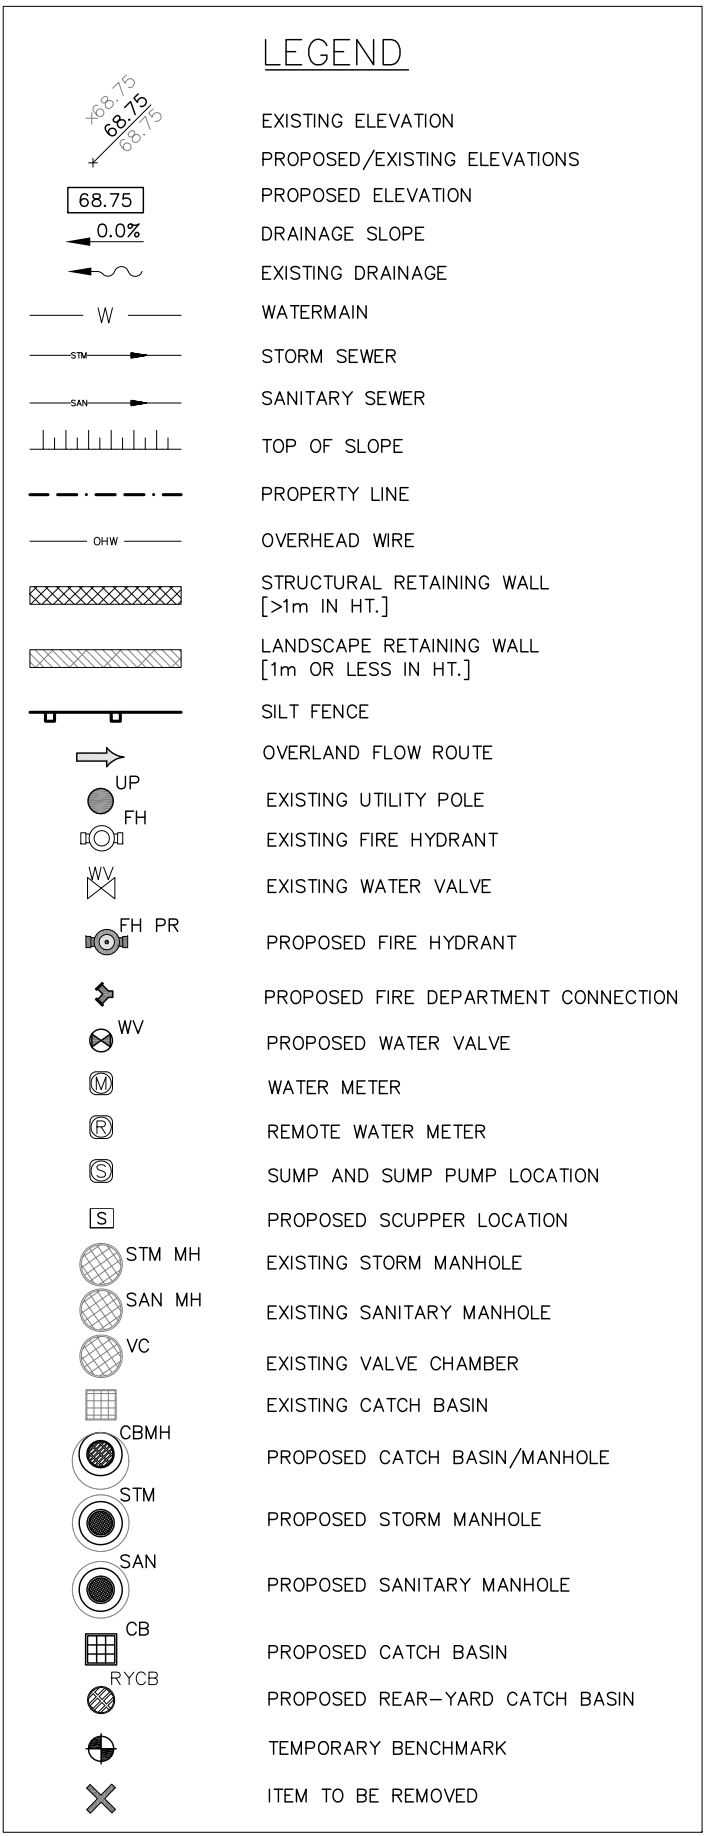 LEGEND
×68.75
EXISTING ELEVATION
68.75
68.75
PROPOSED/EXISTING ELEVATIONS
68.75
PROPOSED ELEVATION
0.0%
DRAINAGE SLOPE
EXISTING DRAINAGE
W
WATERMAIN
STM
STORM SEWER
SAN
SANITARY SEWER
TOP OF SLOPE
PROPERTY LINE
OHW
OVERHEAD WIRE
STRUCTURAL RETAINING WALL
[>1m IN HT.]
LANDSCAPE RETAINING WALL
[1m OR LESS IN HT.]
SILT FENCE
OVERLAND FLOW ROUTE
UP
EXISTING UTILITY POLE
FH
EXISTING FIRE HYDRANT
WV
EXISTING WATER VALVE
FH PR
PROPOSED FIRE HYDRANT
PROPOSED FIRE DEPARTMENT CONNECTION
WV
PROPOSED WATER VALVE
M
WATER METER
R
REMOTE WATER METER
S
SUMP AND SUMP PUMP LOCATION
S
PROPOSED SCUPPER LOCATION
STM MH
EXISTING STORM MANHOLE
SAN MH
EXISTING SANITARY MANHOLE
VC
EXISTING VALVE CHAMBER
EXISTING CATCH BASIN
CBMH
PROPOSED CATCH BASIN/MANHOLE
STM
PROPOSED STORM MANHOLE
SAN
PROPOSED SANITARY MANHOLE
CB
PROPOSED CATCH BASIN
RYCB
PROPOSED REAR-YARD CATCH BASIN
TEMPORARY BENCHMARK
ITEM TO BE REMOVED